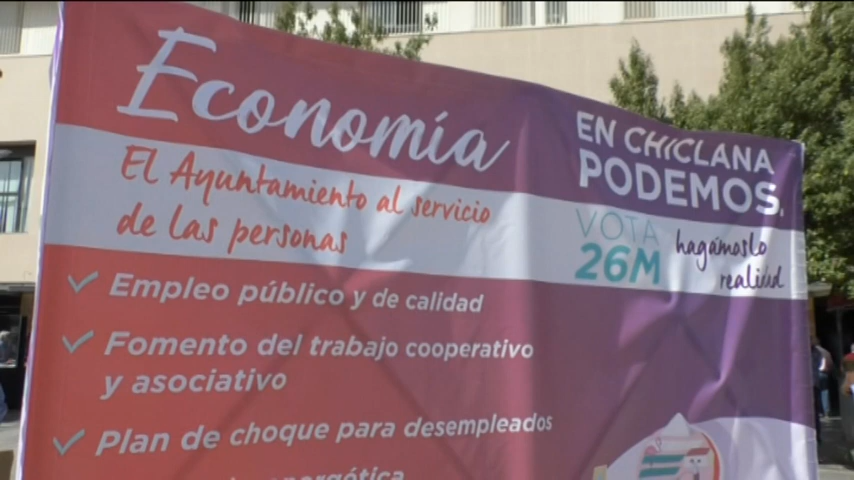 Economía
El Ayuntamiento al servicio
de las personas
Empleo público y de calidad
Fomento del trabajo cooperativo
y asociativo
Plan de choque para desempleados
energética
EN CHICLANA
PODEMOS.
VOTA
26M
hagámoslo
realidad